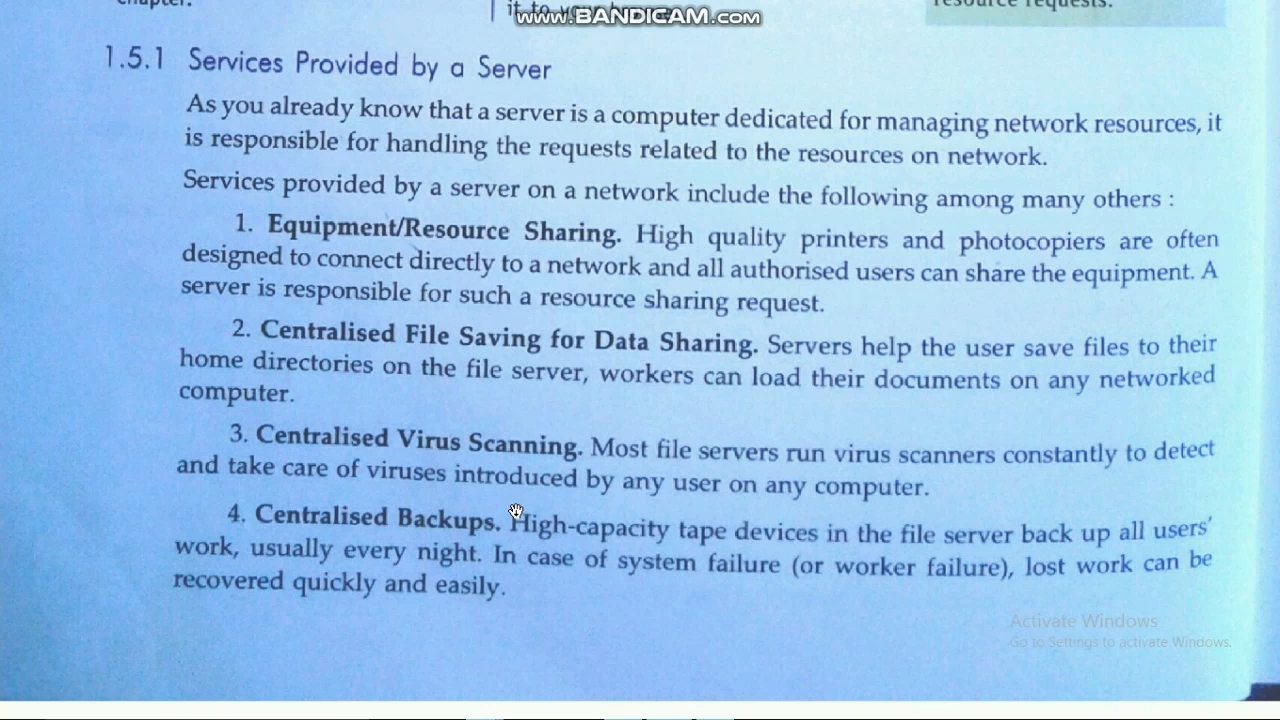 chapter.
it to your
resource requests.
www.BANDICAM.com
1.5.1 Services Provided by a Server
As you already know that a server is a computer dedicated for managing network resources, it
is responsible for handling the requests related to the resources on network.
Services provided by a server on a network include the following among many others :
1. Equipment/Resource Sharing. High quality printers and photocopiers are often
designed to connect directly to a network and all authorised users can share the equipment. A
server is responsible for such a resource sharing request.
2. Centralised File Saving for Data Sharing. Servers help the user save files to their
home directories on the file server, workers can load their documents on any networked
computer.
3. Centralised Virus Scanning. Most file servers run virus scanners constantly to detect
and take care of viruses introduced by any user on any computer.
4. Centralised Backups. High-capacity tape devices in the file server back up all users'
work, usually every night. In case of system failure (or worker failure), lost work can be
recovered quickly and easily.
Activate Windows
Go to Settings to activate Windows.